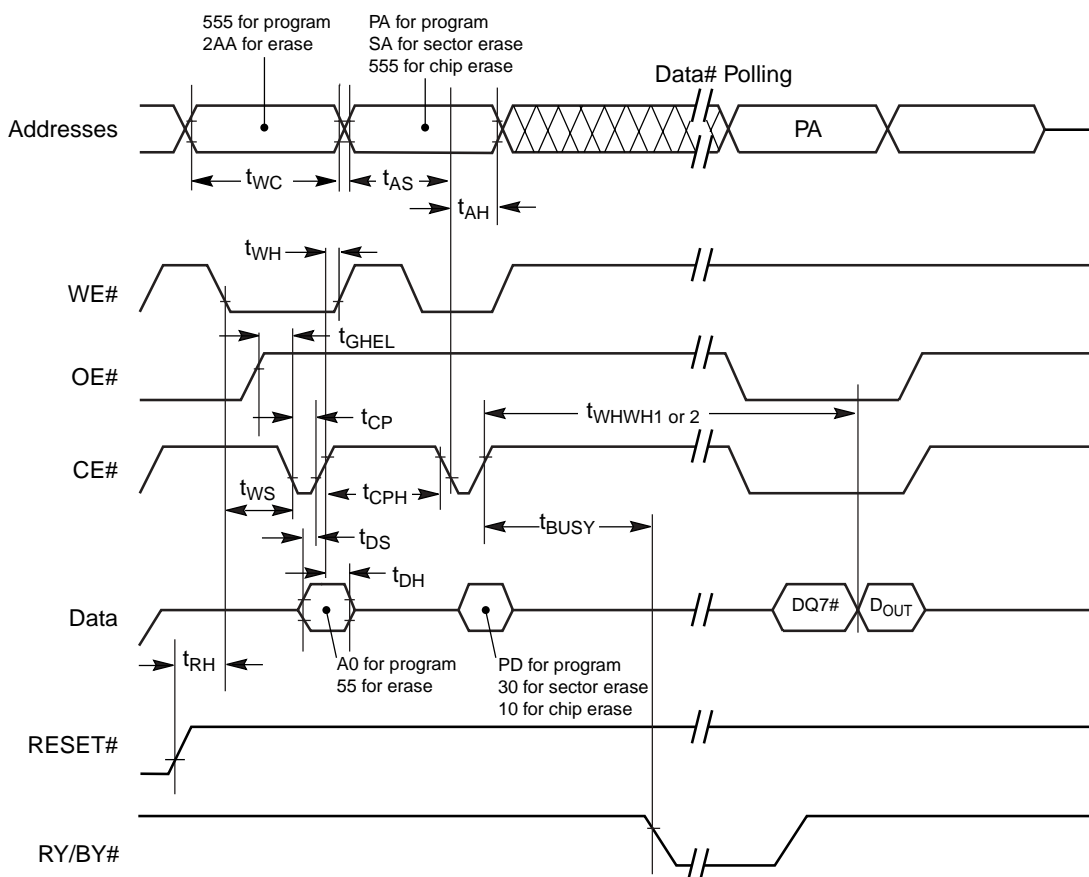 555 for program
2AA for erase
PA for program
SA for sector erase
555 for chip erase
Data# Polling
Addresses
PA
tWC
tAS
tAH
tWH
WE#
tGHEL
OE#
tWHWH1 or 2
tCP
CE#
tWS
tCPH
tBUSY
tDS
tDH
Data
DQ7#
DOUT
tRH
A0 for program
55 for erase
PD for program
30 for sector erase
10 for chip erase
RESET#
RY/BY#